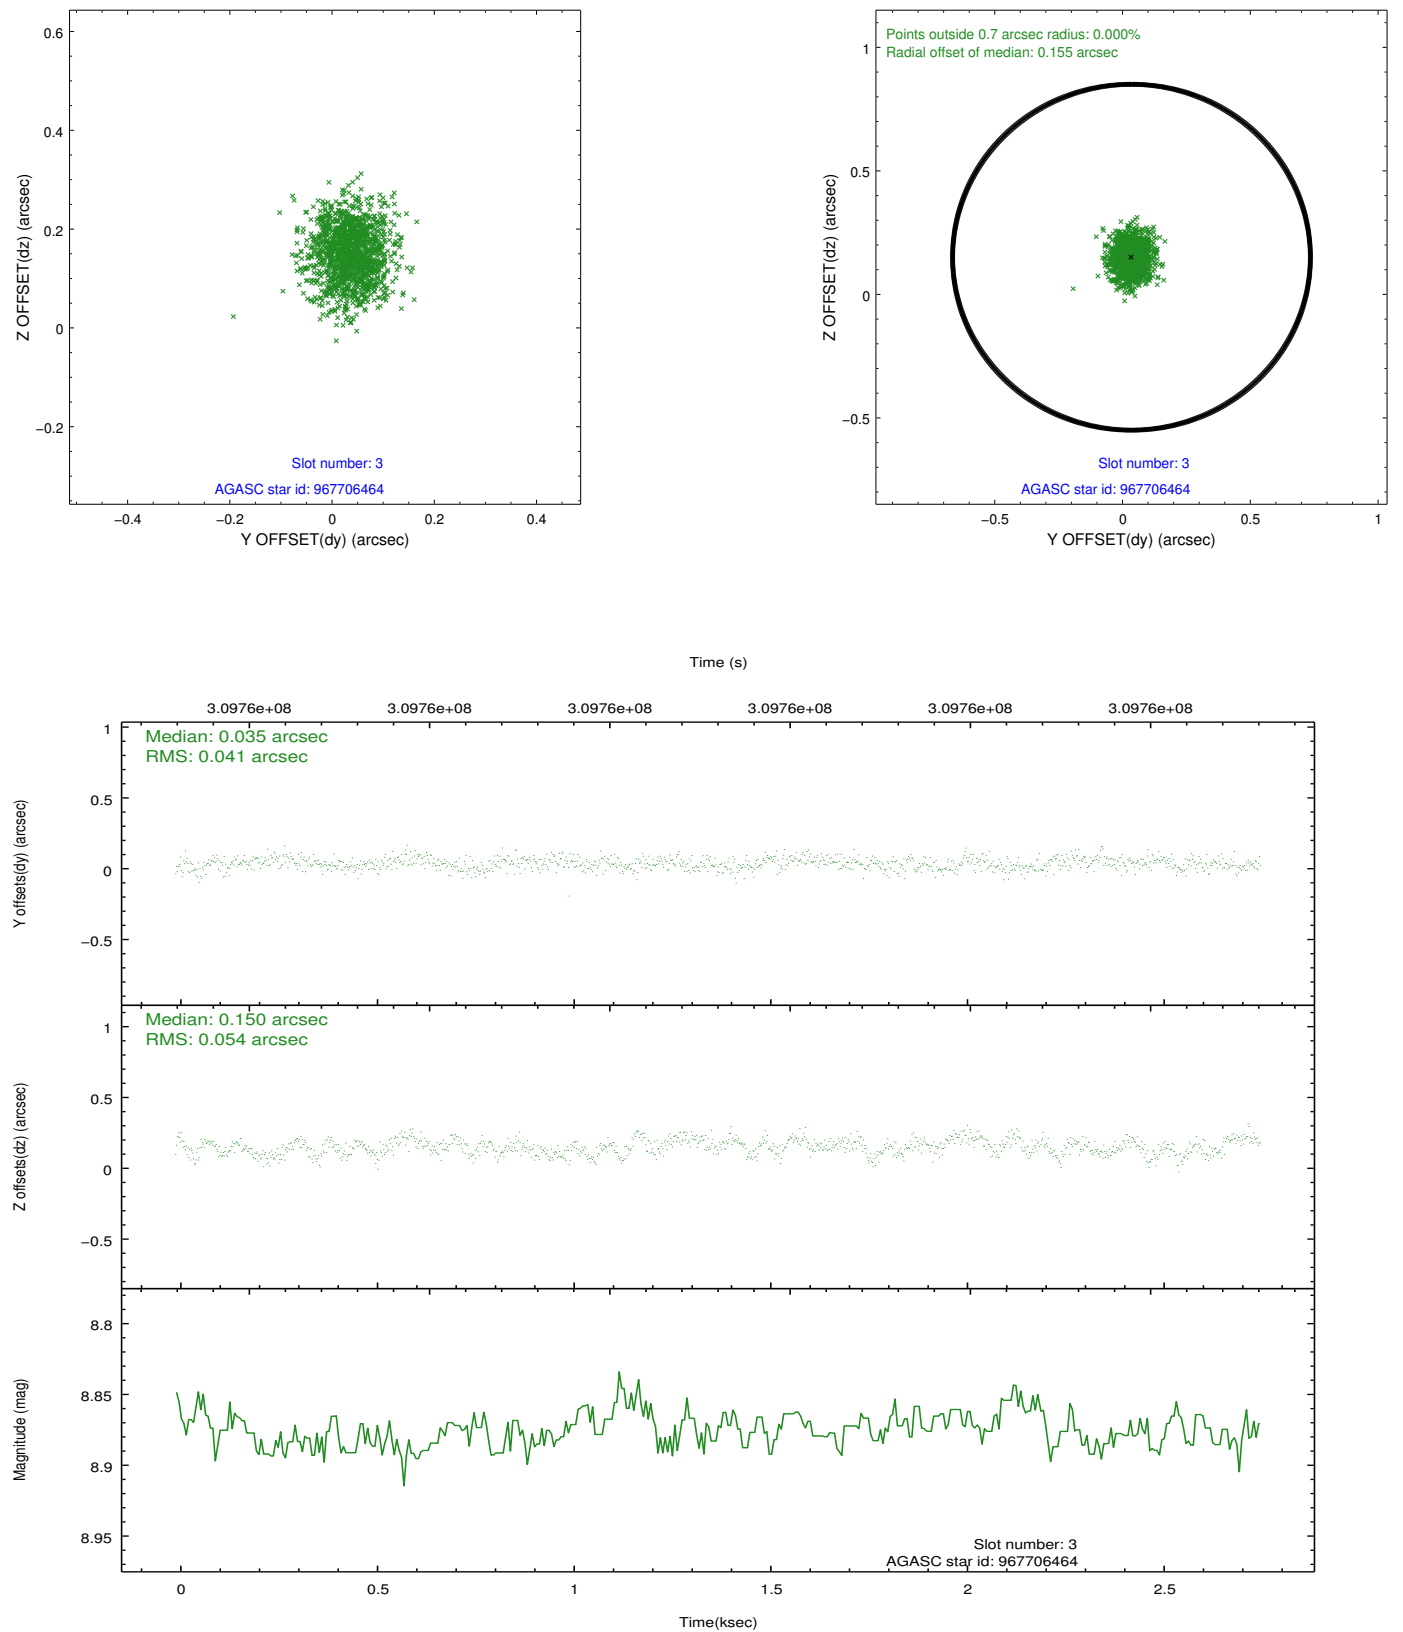 0.6
0.4
0.2
0
−0.2
Z OFFSET(dz) (arcsec)
Slot number: 3
AGASC star id: 967706464
−0.4 −0.2 0 0.2 0.4
Y OFFSET(dy) (arcsec)
Points outside 0.7 arcsec radius: 0.000%
Radial offset of median: 0.155 arcsec
1
0.5
0
−0.5
Z OFFSET(dz) (arcsec)
Slot number: 3
AGASC star id: 967706464
−0.5 0 0.5 1
Y OFFSET(dy) (arcsec)
Time (s)
3.0976e+08 3.0976e+08 3.0976e+08 3.0976e+08 3.0976e+08 3.0976e+08
Median: 0.035 arcsec
RMS: 0.041 arcsec
1
0.5
0
−0.5
Y offsets(dy) (arcsec)
Median: 0.150 arcsec
RMS: 0.054 arcsec
1
0.5
0
−0.5
Z offsets(dz) (arcsec)
8.8
8.85
8.9
8.95
Magnitude (mag)
Slot number: 3
AGASC star id: 967706464
0 0.5 1 1.5 2 2.5
Time(ksec)